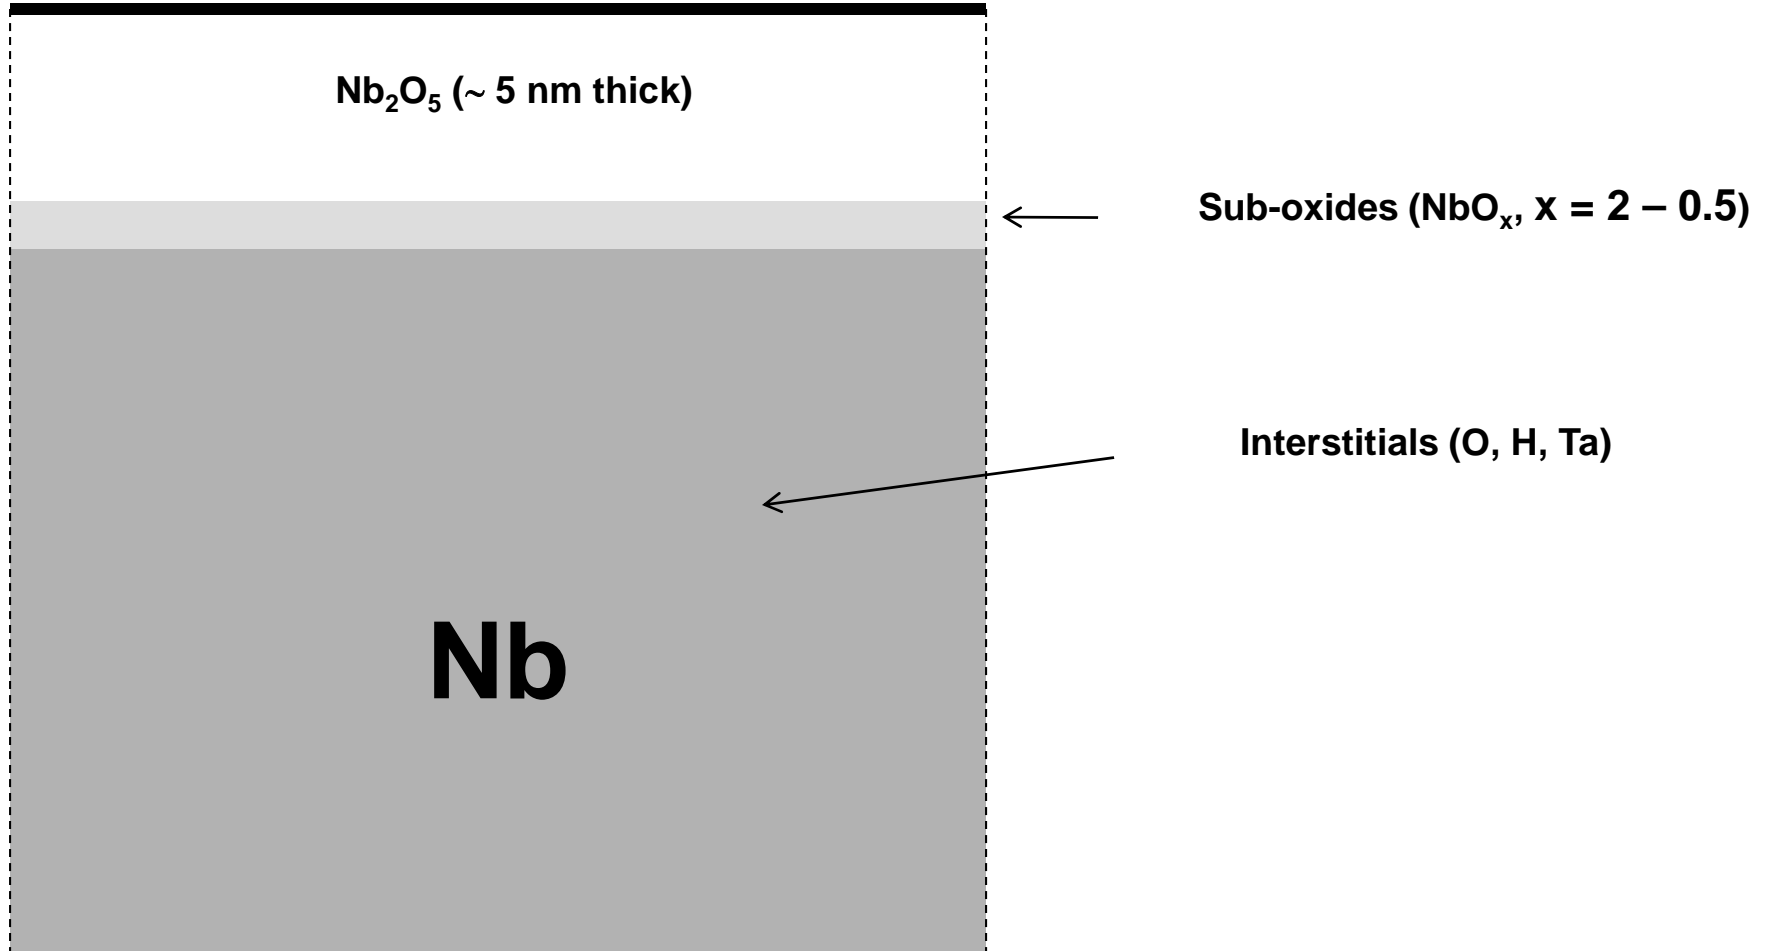 Nb₂O₅ (~ 5 nm thick)
Sub-oxides (NbOₓ, x = 2 – 0.5)
Interstitials (O, H, Ta)
Nb